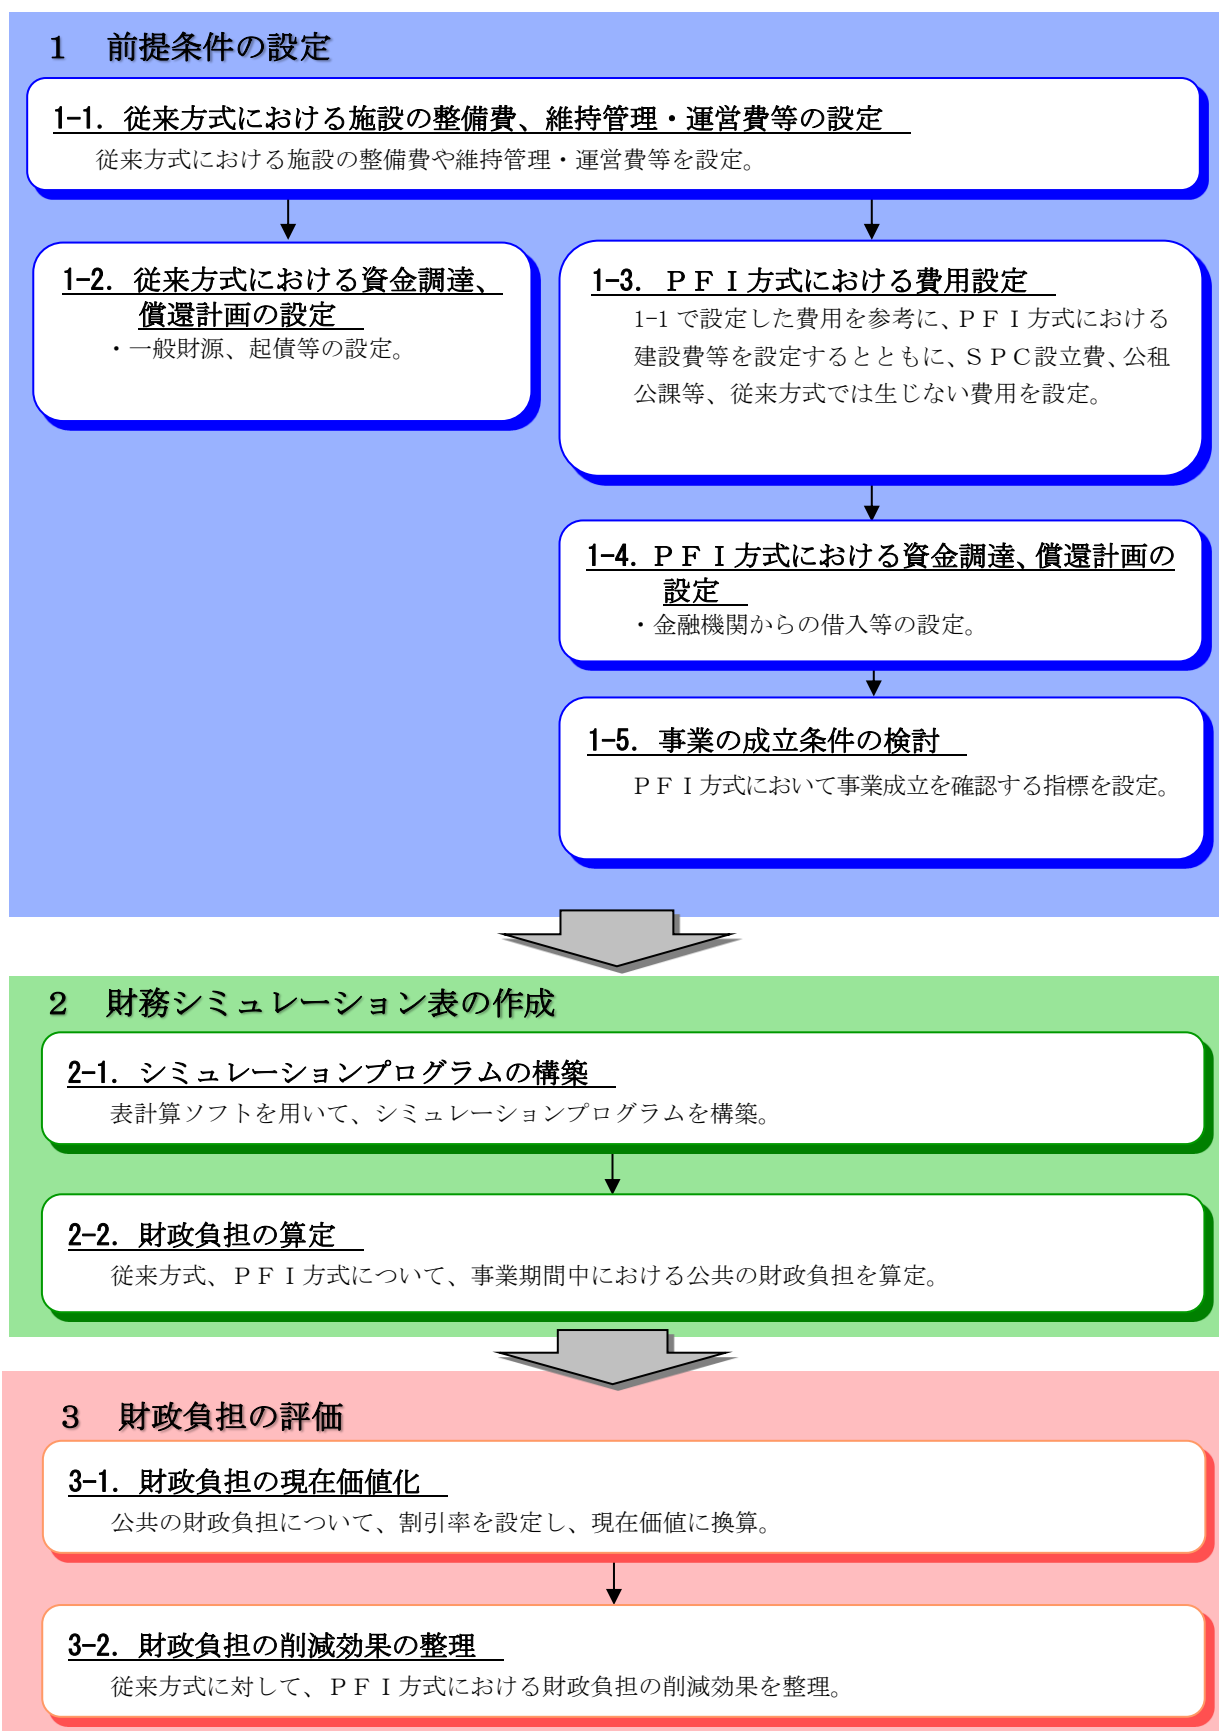 １　前提条件の設定
1-1. 従来方式における施設の整備費、維持管理・運営費等の設定
従来方式における施設の整備費や維持管理・運営費等を設定。
1-2. 従来方式における資金調達、
償還計画の設定
・一般財源、起債等の設定。
1-3. ＰＦＩ方式における費用設定
1-1 で設定した費用を参考に、ＰＦＩ方式における
建設費等を設定するとともに、ＳＰＣ設立費、公租
公課等、従来方式では生じない費用を設定。
1-4. ＰＦＩ方式における資金調達、償還計画の
設定
・金融機関からの借入等の設定。
1-5. 事業の成立条件の検討
ＰＦＩ方式において事業成立を確認する指標を設定。
２　財務シミュレーション表の作成
2-1. シミュレーションプログラムの構築
表計算ソフトを用いて、シミュレーションプログラムを構築。
2-2. 財政負担の算定
従来方式、ＰＦＩ方式について、事業期間中における公共の財政負担を算定。
３　財政負担の評価
3-1. 財政負担の現在価値化
公共の財政負担について、割引率を設定し、現在価値に換算。
3-2. 財政負担の削減効果の整理
従来方式に対して、ＰＦＩ方式における財政負担の削減効果を整理。